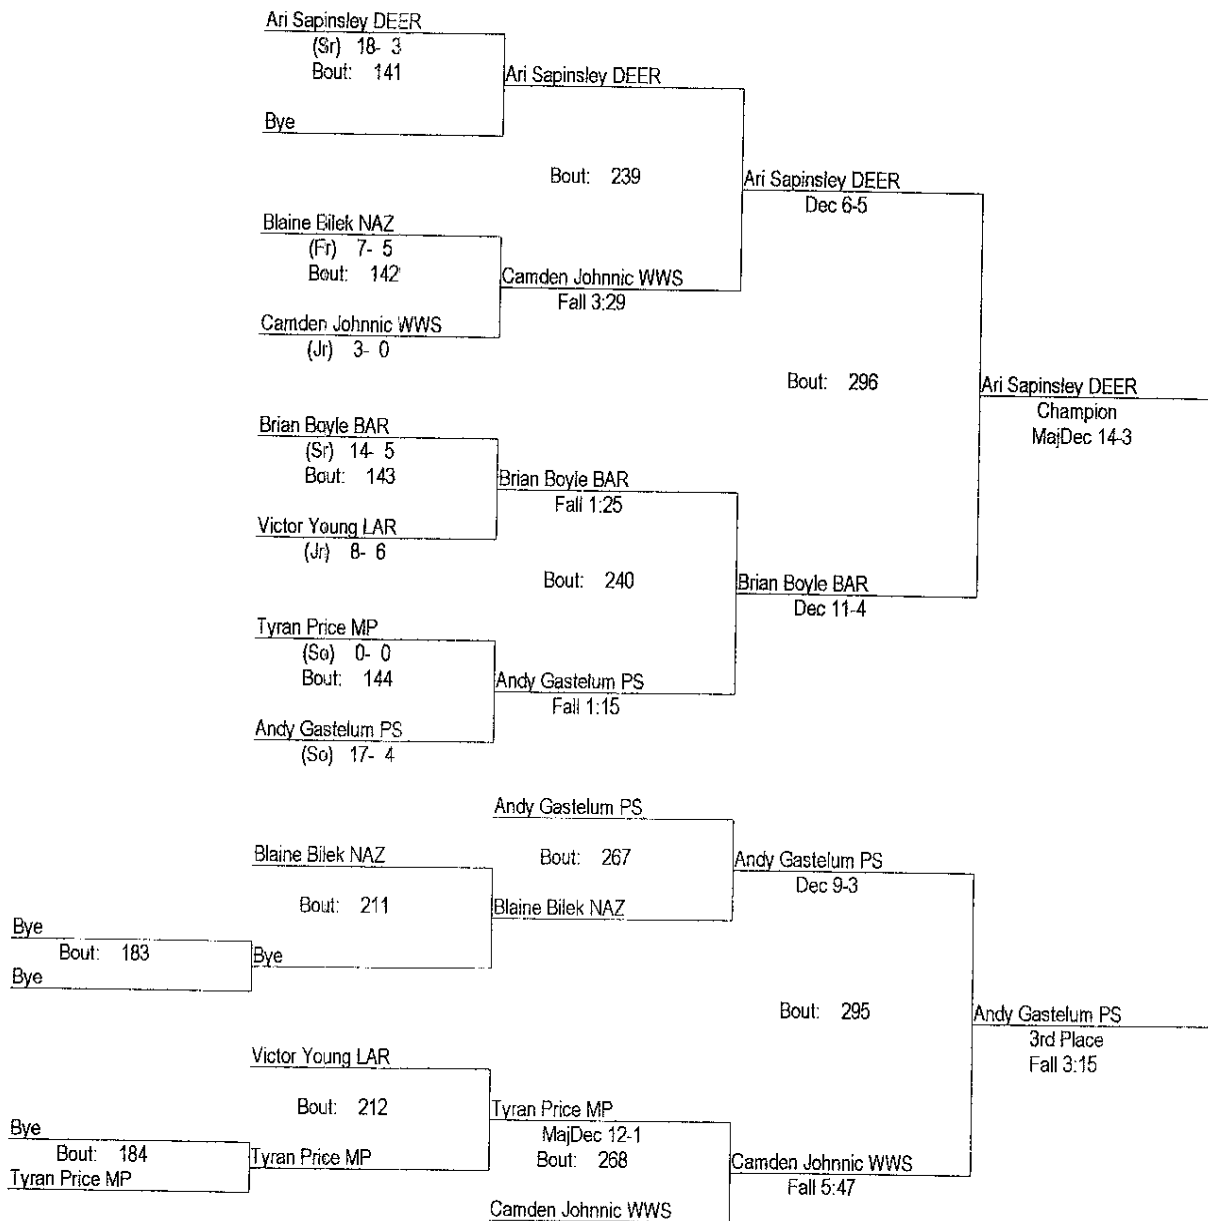 Ari Sapinsley DEER
(Sr) 18- 3
Bout: 141
Ari Sapinsley DEER
Bye
Bout: 239
Ari Sapinsley DEER
Dec 6-5
Blaine Bilek NAZ
(Fr) 7- 5
Bout: 142
Camden Johnnic WWS
Fall 3:29
Camden Johnnic WWS
(Jr) 3- 0
Bout: 296
Ari Sapinsley DEER
Champion
MajDec 14-3
Brian Boyle BAR
(Sr) 14- 5
Bout: 143
Brian Boyle BAR
Fall 1:25
Victor Young LAR
(Jr) 8- 6
Bout: 240
Brian Boyle BAR
Dec 11-4
Tyran Price MP
(So) 0- 0
Bout: 144
Andy Gastelum PS
Fall 1:15
Andy Gastelum PS
(So) 17- 4
Andy Gastelum PS
Bout: 267
Andy Gastelum PS
Dec 9-3
Blaine Bilek NAZ
Bout: 211
Blaine Bilek NAZ
Bye
Bout: 183
Bye
Bye
Bout: 295
Andy Gastelum PS
3rd Place
Fall 3:15
Victor Young LAR
Bout: 212
Tyran Price MP
MajDec 12-1
Bout: 268
Bye
Bout: 184
Tyran Price MP
Tyran Price MP
Camden Johnnic WWS
Fall 5:47
Camden Johnnic WWS